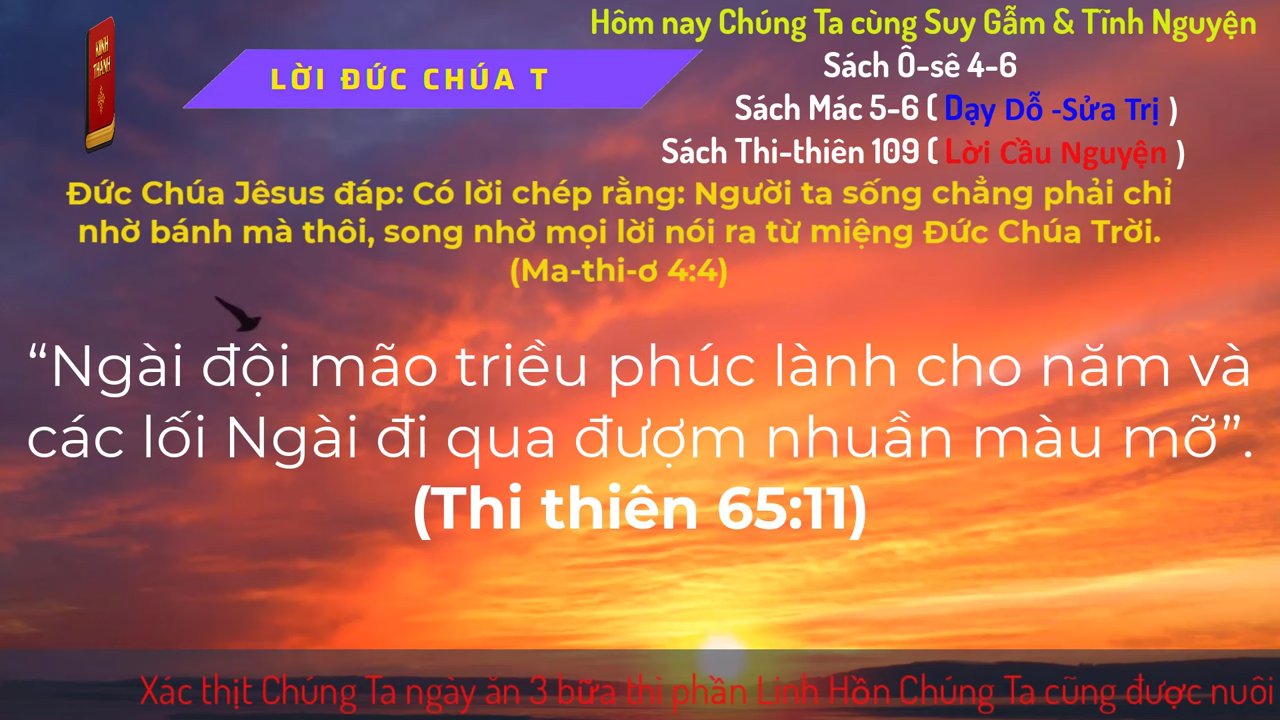 Hôm nay Chúng Ta cùng Suy Gẫm & Tĩnh Nguyện
Sách Ô-sê 4-6
Sách Mác 5-6 ( Dạy Dỗ -Sửa Trị )
Sách Thi-thiên 109 ( Lời Cầu Nguyện )
KINH
THANH
LỜI ĐỨC CHÚA T
Đức Chúa Jêsus đáp: Có lời chép rằng: Người ta sống chẳng phải chỉ
nhờ bánh mà thôi, song nhờ mọi lời nói ra từ miệng Đức Chúa Trời.
(Ma-thi-ơ 4:4)
“Ngài đội mão triều phúc lành cho năm và
các lối Ngài đi qua đượm nhuần màu mỡ”.
(Thi thiên 65:11)
Xác thịt Chúng Ta ngày ăn 3 bữa thì phần Linh Hồn Chúng Ta cũng được nuôi